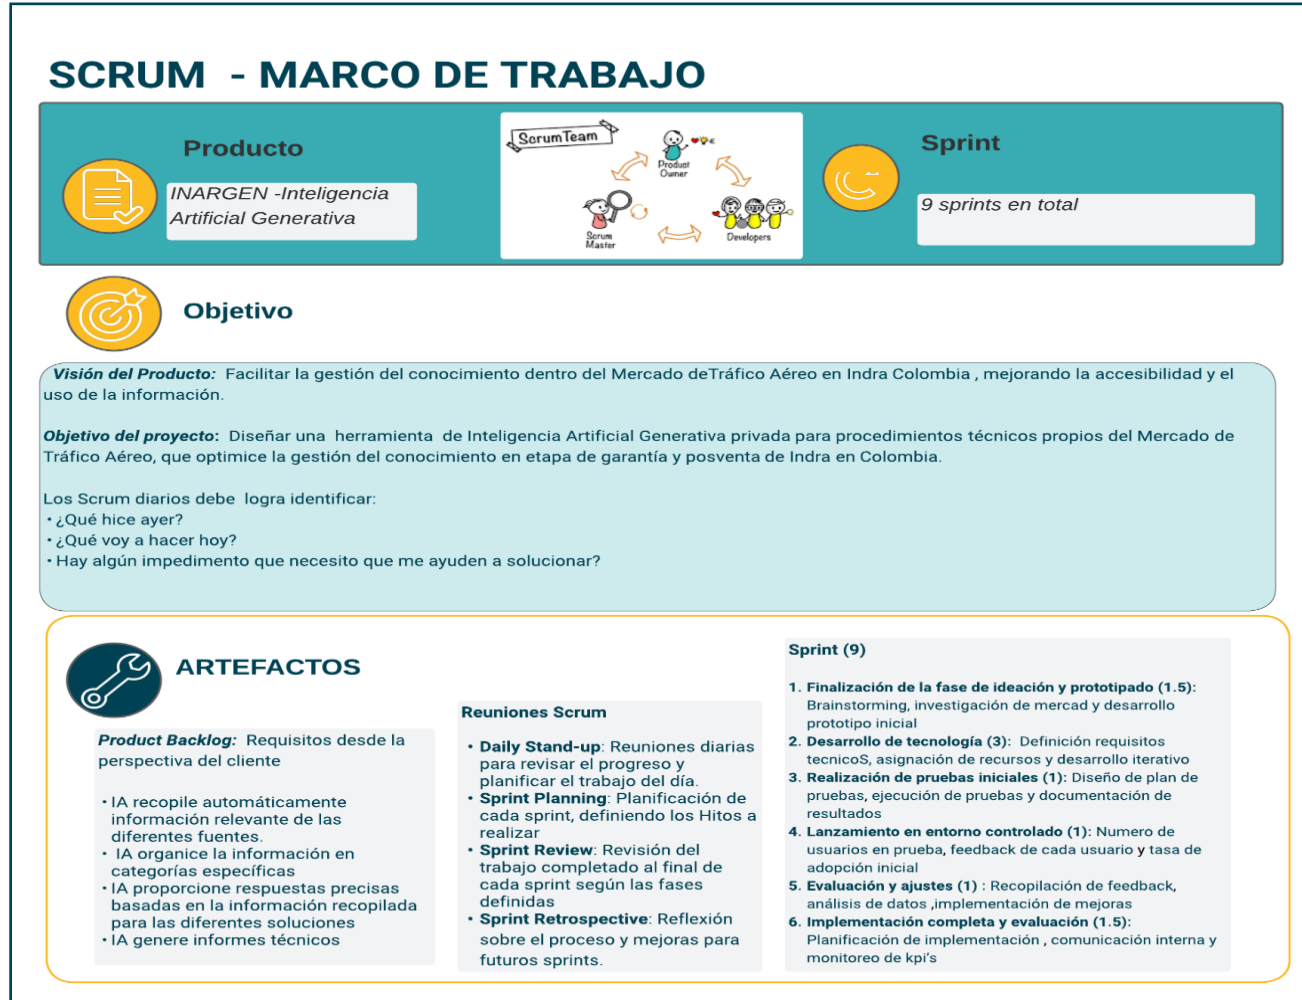 SCRUM - MARCO DE TRABAJO
Producto
INARGEN -Inteligencia
Artificial Generativa
ScrumTeam
Product
Owner
Scrum
Master
Developers
Sprint
9 sprints en total
Objetivo
Visión del Producto: Facilitar la gestión del conocimiento dentro del Mercado deTráfico Aéreo en Indra Colombia , mejorando la accesibilidad y el
uso de la información.
Objetivo del proyecto: Diseñar una herramienta de Inteligencia Artificial Generativa privada para procedimientos técnicos propios del Mercado de
Tráfico Aéreo, que optimice la gestión del conocimiento en etapa de garantía y posventa de Indra en Colombia.
Los Scrum diarios debe logra identificar:
• ¿Qué hice ayer?
• ¿Qué voy a hacer hoy?
• Hay algún impedimento que necesito que me ayuden a solucionar?
ARTEFACTOS
Product Backlog: Requisitos desde la
perspectiva del cliente
• IA recopile automáticamente
información relevante de las
diferentes fuentes.
• IA organice la información en
categorías específicas
• IA proporcione respuestas precisas
basadas en la información recopilada
para las diferentes soluciones
• IA genere informes técnicos
Reuniones Scrum
• Daily Stand-up: Reuniones diarias
para revisar el progreso y
planificar el trabajo del día.
• Sprint Planning: Planificación de
cada sprint, definiendo los Hitos a
realizar
• Sprint Review: Revisión del
trabajo completado al final de
cada sprint según las fases
definidas
• Sprint Retrospective: Reflexión
sobre el proceso y mejoras para
futuros sprints.
Sprint (9)
1. Finalización de la fase de ideación y prototipado (1.5):
Brainstorming, investigación de mercad y desarrollo
prototipo inicial
2. Desarrollo de tecnología (3): Definición requisitos
tecnicoS, asignación de recursos y desarrollo iterativo
3. Realización de pruebas iniciales (1): Diseño de plan de
pruebas, ejecución de pruebas y documentación de
resultados
4. Lanzamiento en entorno controlado (1): Numero de
usuarios en prueba, feedback de cada usuario y tasa de
adopción inicial
5. Evaluación y ajustes (1) : Recopilación de feedback,
análisis de datos ,implementación de mejoras
6. Implementación completa y evaluación (1.5):
Planificación de implementación , comunicación interna y
monitoreo de kpi's